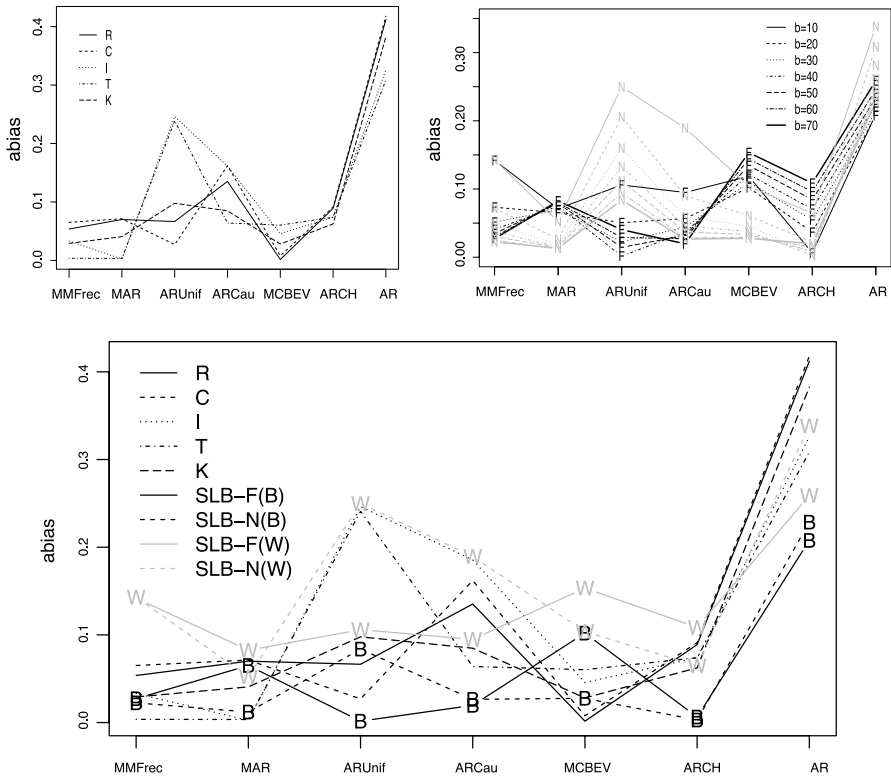 abias
0.0
0.1
0.2
0.3
0.4
R
C
I
T
K
MMFrec MAR ARUnif ARCau MCBEV ARCH AR
abias
0.00
0.10
0.20
0.30
b=10
b=20
b=30
b=40
b=50
b=60
b=70
MMFrec MAR ARUnif ARCau MCBEV ARCH AR
abias
0.0
0.1
0.2
0.3
0.4
R
C
I
T
K
SLB−F(B)
SLB−N(B)
SLB−F(W)
SLB−N(W)
MMFrec MAR ARUnif ARCau MCBEV ARCH AR